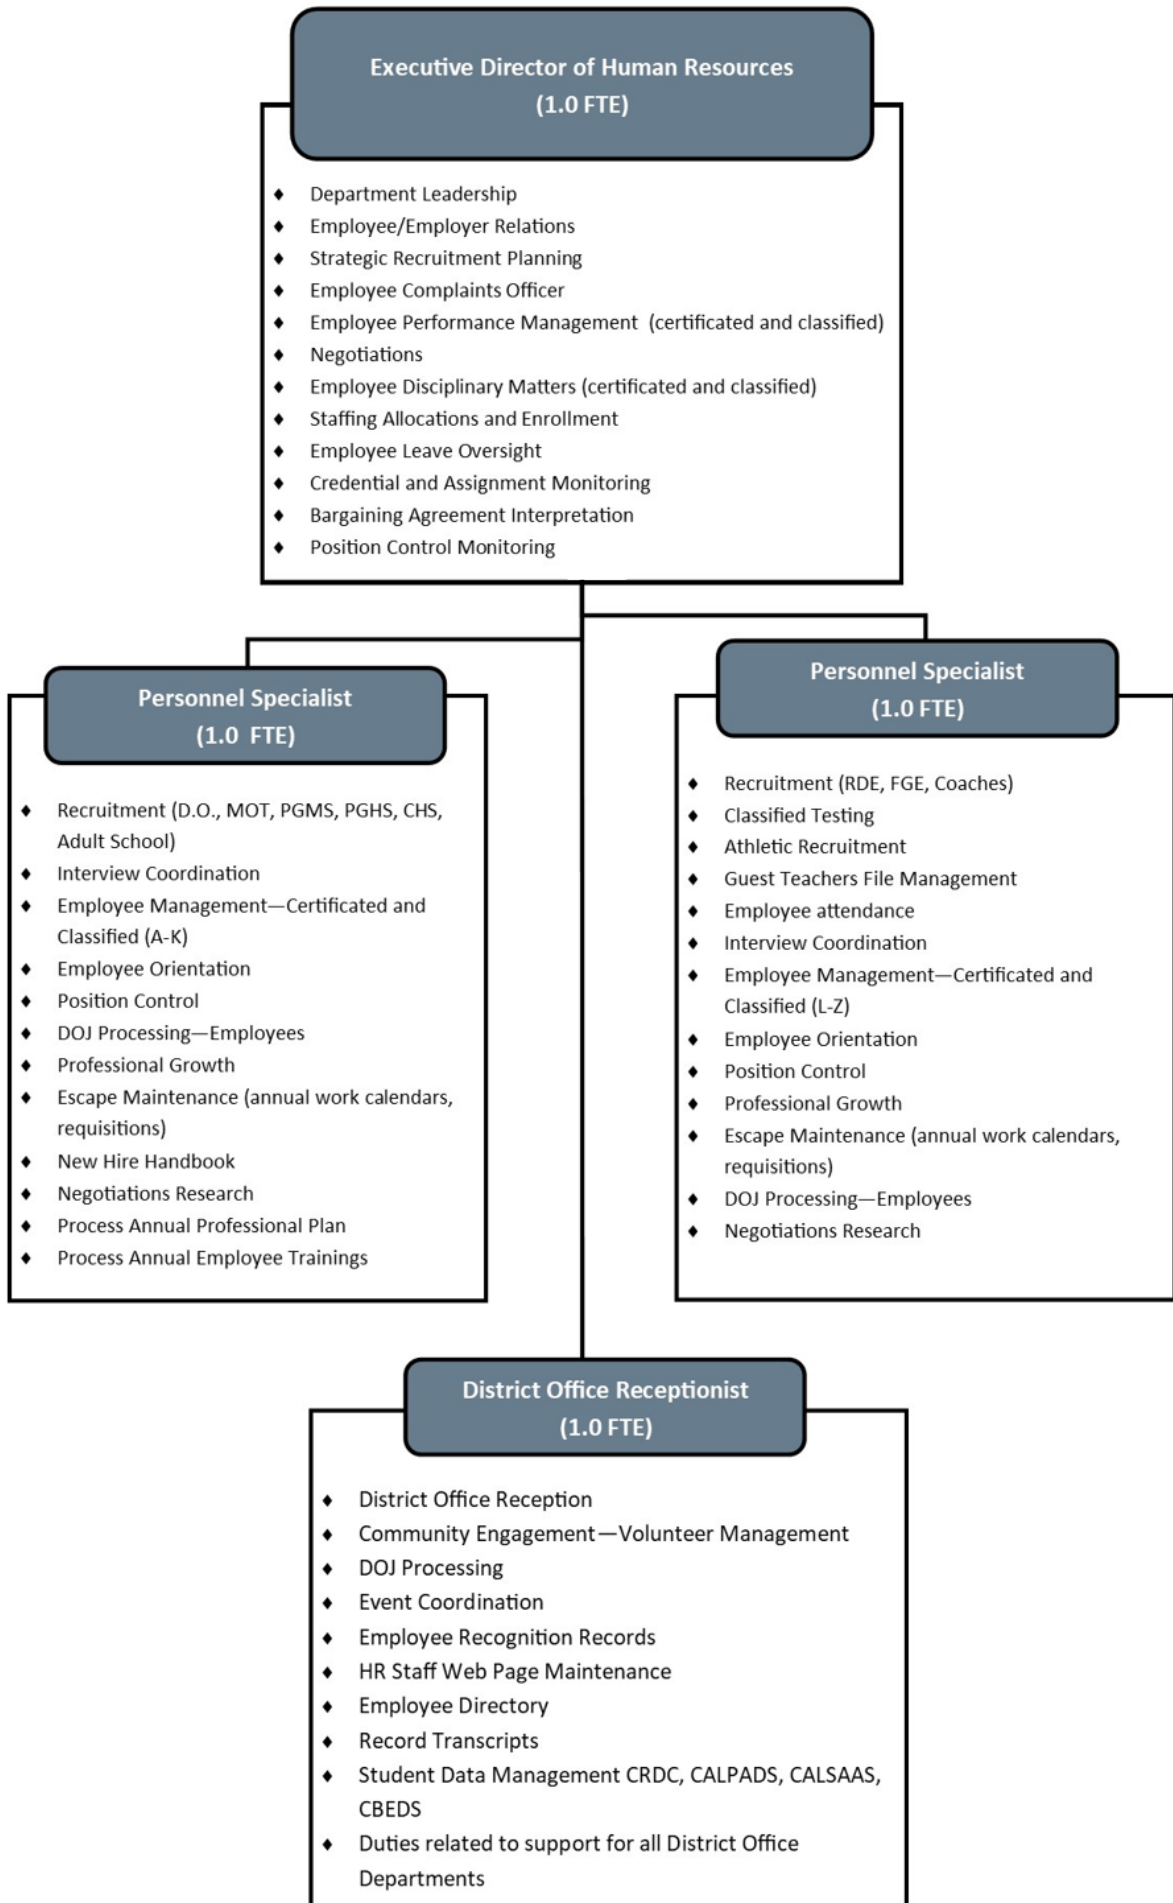 Executive Director of Human Resources
(1.0 FTE)
♦ Department Leadership
♦ Employee/Employer Relations
♦ Strategic Recruitment Planning
♦ Employee Complaints Officer
♦ Employee Performance Management  (certificated and classified)
♦ Negotiations
♦ Employee Disciplinary Matters (certificated and classified)
♦ Staffing Allocations and Enrollment
♦ Employee Leave Oversight
♦ Credential and Assignment Monitoring
♦ Bargaining Agreement Interpretation
♦ Position Control Monitoring
Personnel Specialist
(1.0  FTE)
♦ Recruitment (D.O., MOT, PGMS, PGHS, CHS,
Adult School)
♦ Interview Coordination
♦ Employee Management—Certificated and
Classified (A-K)
♦ Employee Orientation
♦ Position Control
♦ DOJ Processing—Employees
♦ Professional Growth
♦ Escape Maintenance (annual work calendars,
requisitions)
♦ New Hire Handbook
♦ Negotiations Research
♦ Process Annual Professional Plan
♦ Process Annual Employee Trainings
Personnel Specialist
(1.0 FTE)
♦ Recruitment (RDE, FGE, Coaches)
♦ Classified Testing
♦ Athletic Recruitment
♦ Guest Teachers File Management
♦ Employee attendance
♦ Interview Coordination
♦ Employee Management—Certificated and
Classified (L-Z)
♦ Employee Orientation
♦ Position Control
♦ Professional Growth
♦ Escape Maintenance (annual work calendars,
requisitions)
♦ DOJ Processing—Employees
♦ Negotiations Research
District Office Receptionist
(1.0 FTE)
♦ District Office Reception
♦ Community Engagement—Volunteer Management
♦ DOJ Processing
♦ Event Coordination
♦ Employee Recognition Records
♦ HR Staff Web Page Maintenance
♦ Employee Directory
♦ Record Transcripts
♦ Student Data Management CRDC, CALPADS, CALSAAS,
CBEDS
♦ Duties related to support for all District Office
Departments